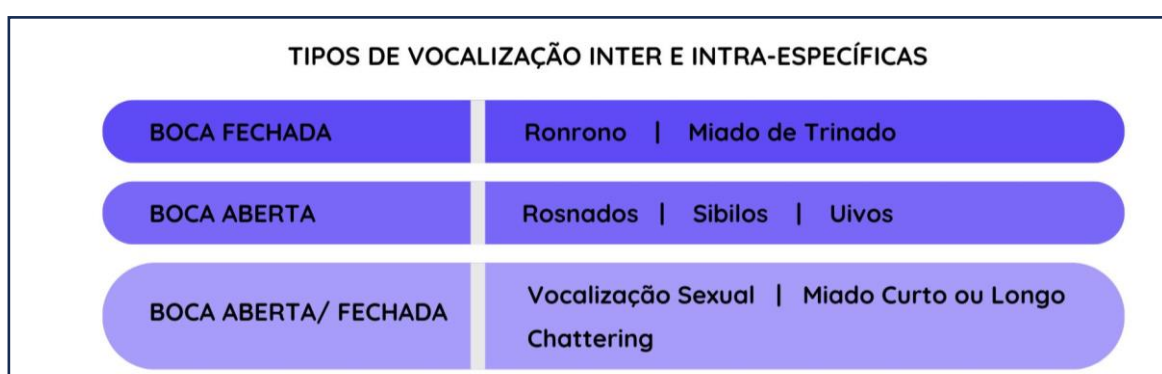 TIPOS DE VOCALIZAÇÃO INTER E INTRA-ESPECÍFICAS
BOCA FECHADA
Ronrono | Miado de Trinado
BOCA ABERTA
Rosnados | Sibilos | Uivos
BOCA ABERTA/ FECHADA
Vocalização Sexual | Miado Curto ou Longo
Chattering